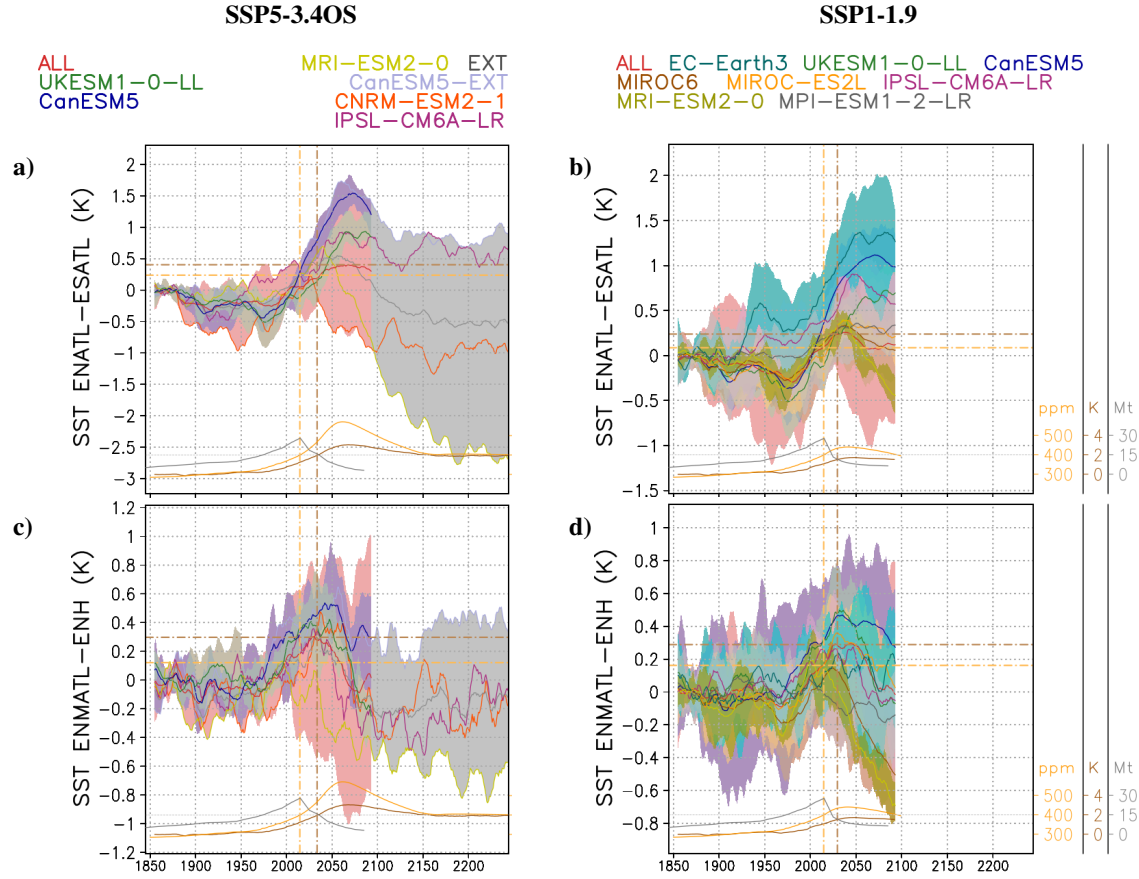 SSP5-3.4OS
SSP1-1.9
ALL MRI-ESM2-0 EXT
UKESM1-0-LL CanESM5-EXT
CanESM5 CNRM-ESM2-1
IPSL-CM6A-LR
ALL EC-Earth3 UKESM1-0-LL CanESM5
MIROC6 MIROC-ES2L IPSL-CM6A-LR
MRI-ESM2-0 MPI-ESM1-2-LR
a)
SST ENATL-ESATL (K)
2
1.5
1
0.5
0
-0.5
-1
-1.5
-2
-2.5
-3
b)
SST ENATL-ESATL (K)
2
1.5
1
0.5
0
-0.5
-1
-1.5
ppm K Mt
500 4 30
400 2 15
300 0 0
c)
SST ENMATL-ENH (K)
1.2
1
0.8
0.6
0.4
0.2
0
-0.2
-0.4
-0.6
-0.8
-1
-1.2
1850 1900 1950 2000 2050 2100 2150 2200
d)
SST ENMATL-ENH (K)
1
0.8
0.6
0.4
0.2
0
-0.2
-0.4
-0.6
-0.8
ppm K Mt
500 4 30
400 2 15
300 0 0
1850 1900 1950 2000 2050 2100 2150 2200